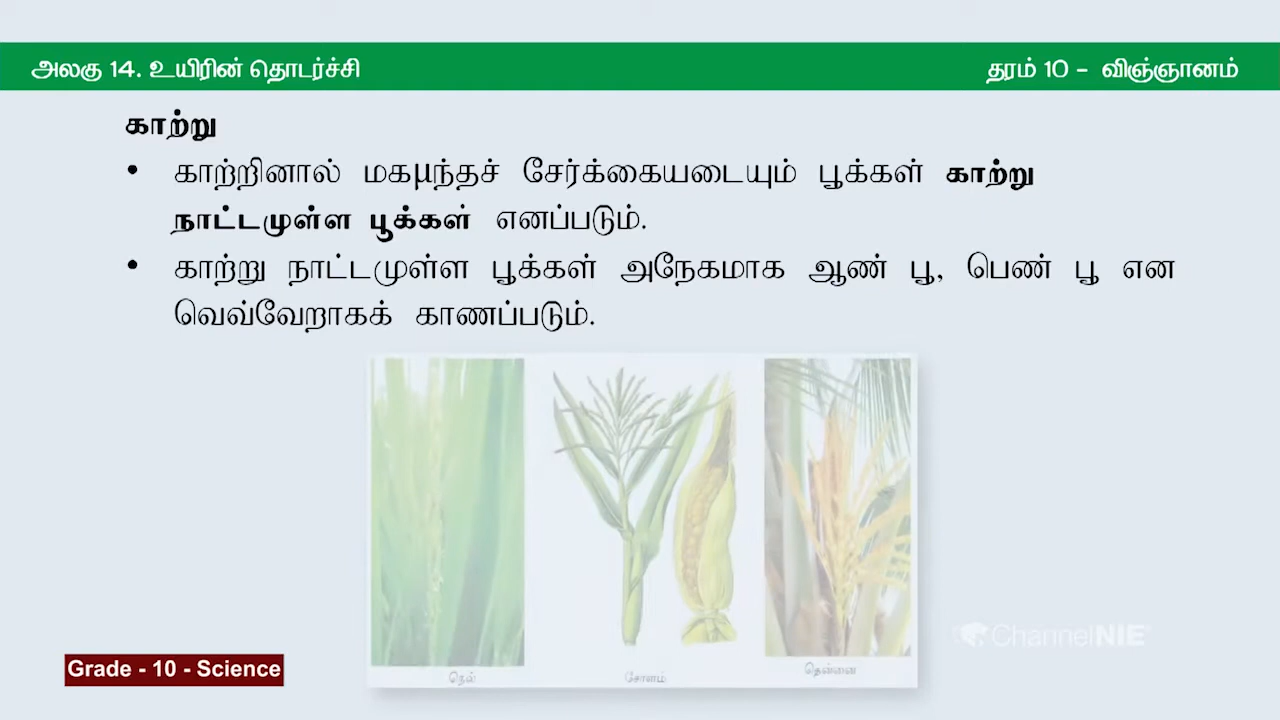 அலகு 14. உயிரின் தொடர்ச்சி
தரம் 10 - விஞ்ஞானம்
காற்று
• காற்றினால் மகµந்தச் சேர்க்கையடையும் பூக்கள் காற்று
நாட்டமுள்ள பூக்கள் எனப்படும்.
• காற்று நாட்டமுள்ள பூக்கள் அநேகமாக ஆண் பூ, பெண் பூ என
வெவ்வேறாகக் காணப்படும்.
நெல்
சோளம்
தென்னை
ChannelNIE
Grade - 10 - Science